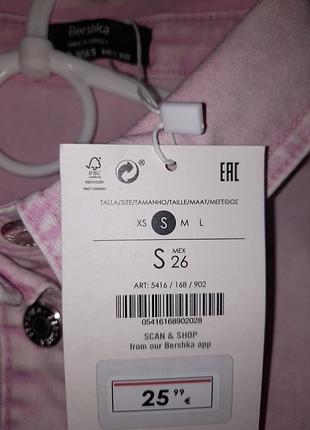 Bershka
FSC
EAC
TALLA/SIZE/TAMANHO/TAILLE/MAAT/ΜΕΓΕΘΟΣ
XS S M L
S MEX 26
ART: 5416 / 168 / 902
05416168902028
SCAN & SHOP
from our Bershka app
25 99 €